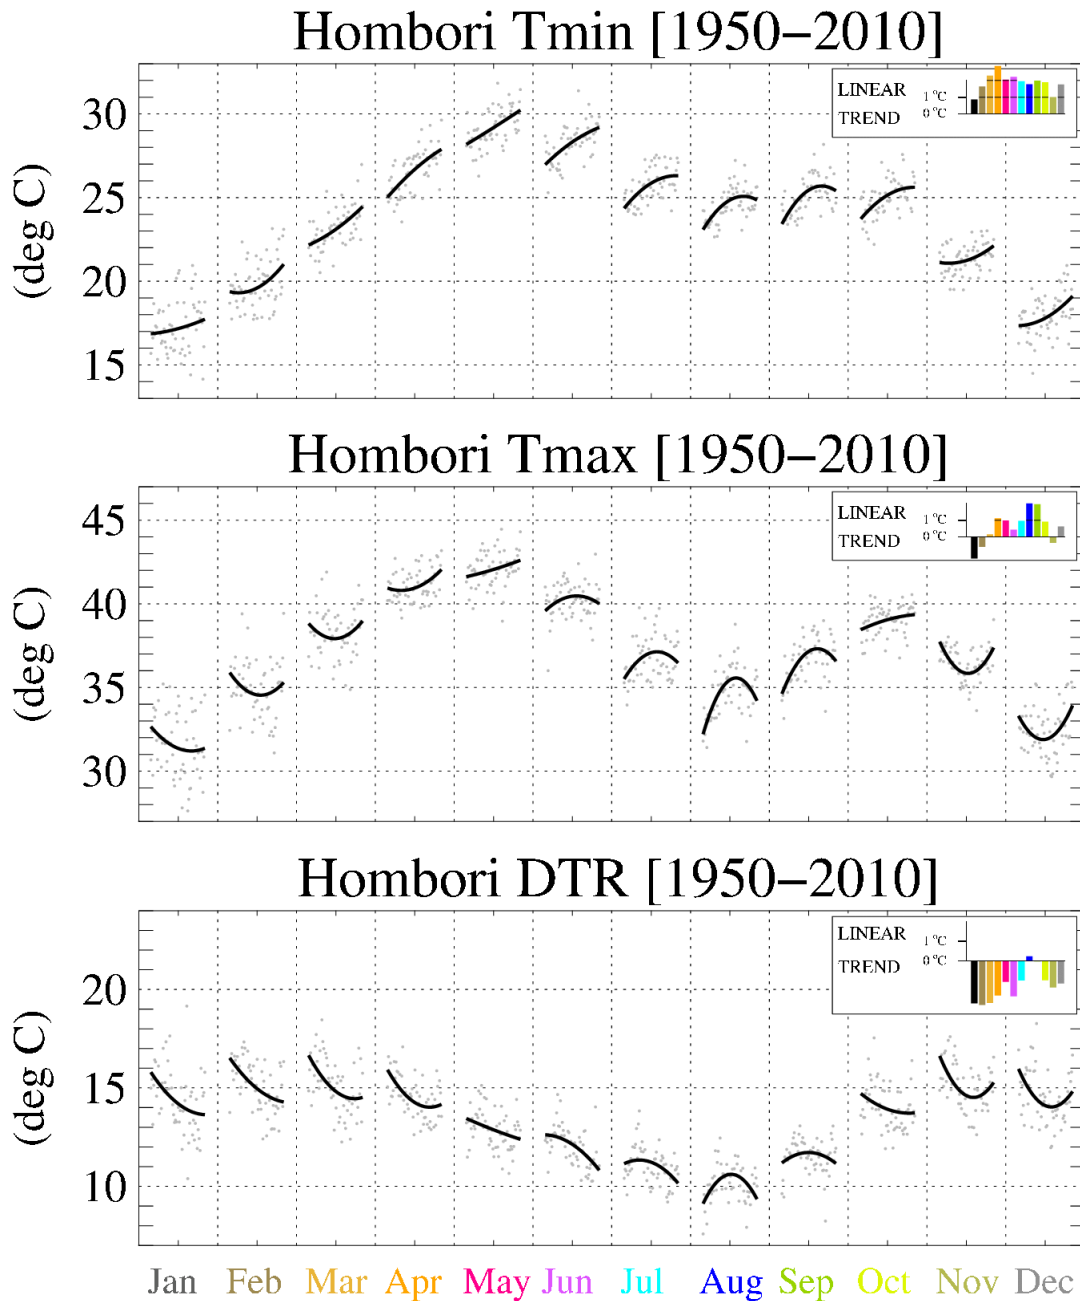 Hombori Tmin [1950−2010]
LINEAR
TREND
1 °C
0 °C
(deg C)
30
25
20
15
Hombori Tmax [1950−2010]
LINEAR
TREND
1 °C
0 °C
(deg C)
45
40
35
30
Hombori DTR [1950−2010]
LINEAR
TREND
1 °C
0 °C
(deg C)
20
15
10
Jan Feb Mar Apr May Jun Jul Aug Sep Oct Nov Dec